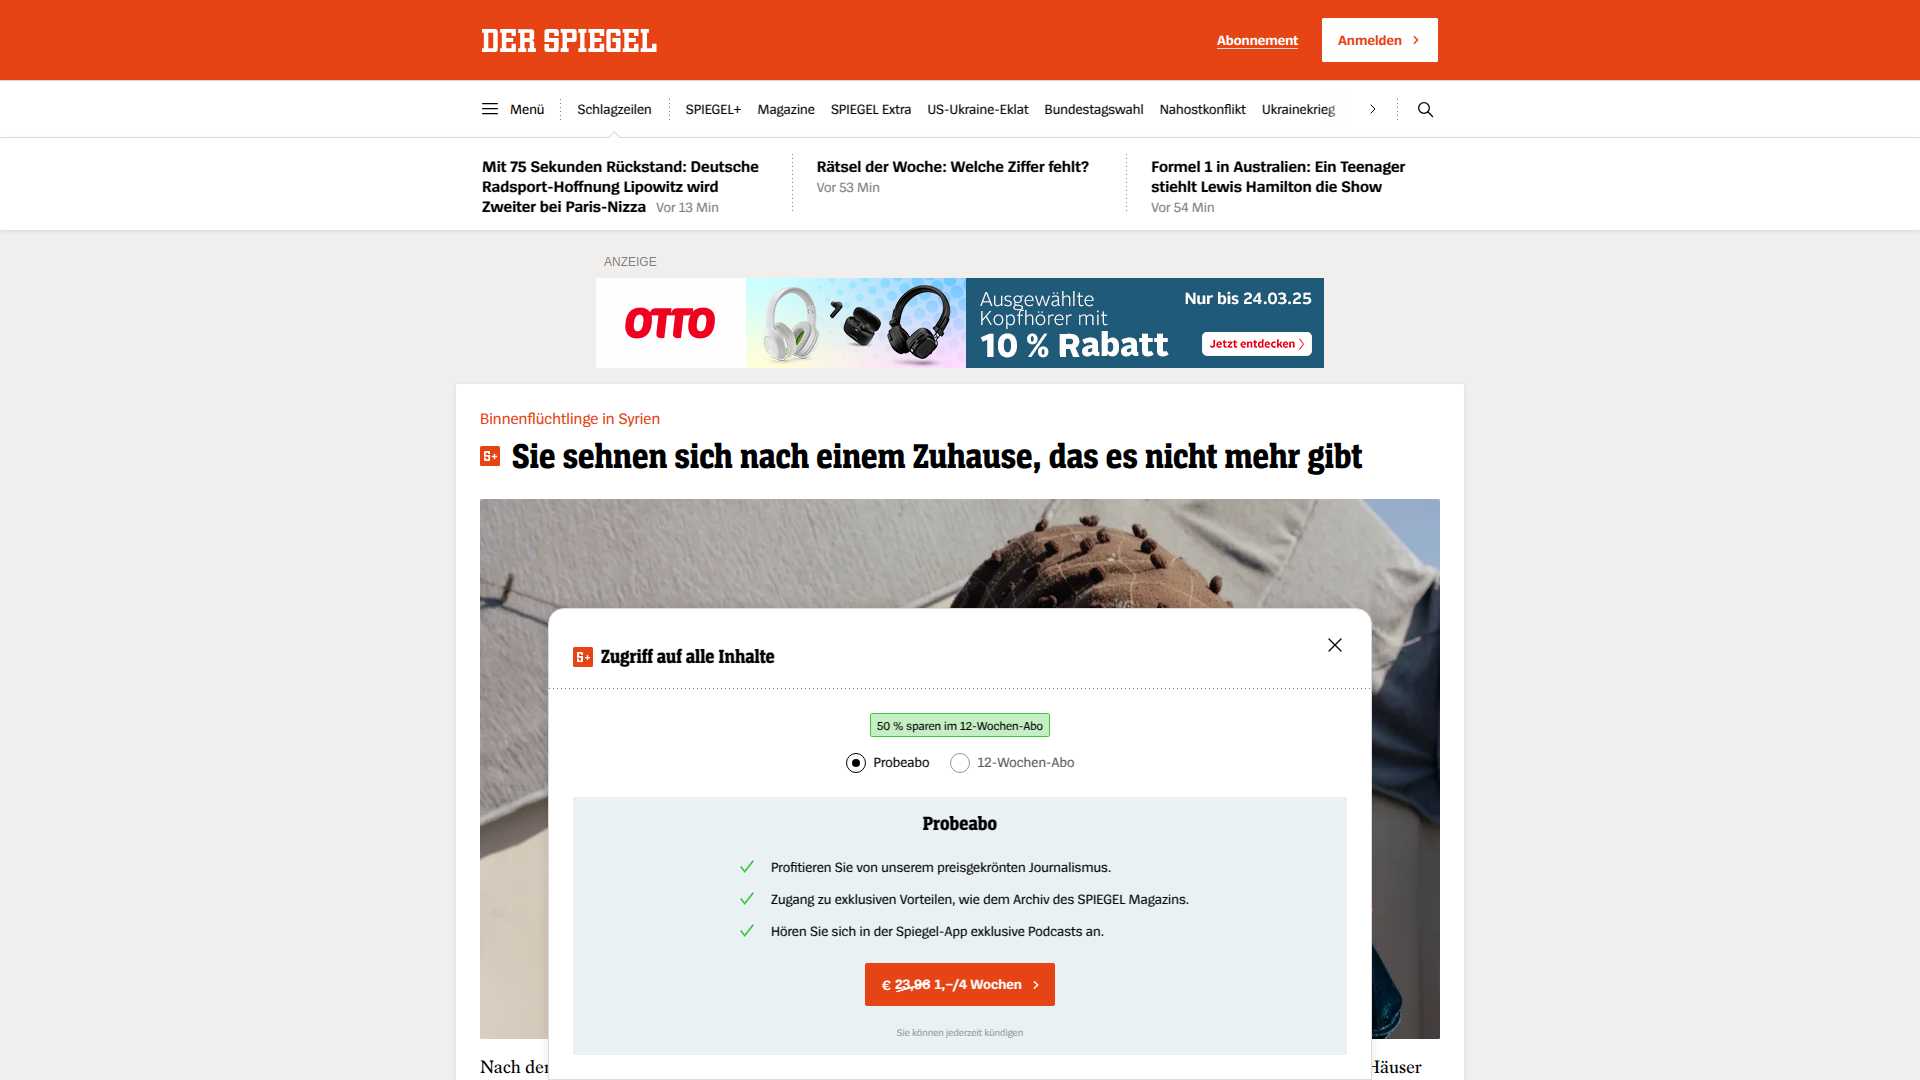 DER SPIEGEL
Abonnement
Anmelden
Menü
Schlagzeilen
SPIEGEL+
Magazine
SPIEGEL Extra
US-Ukraine-Eklat
Bundestagswahl
Nahostkonflikt
Ukrainekrieg
Mit 75 Sekunden Rückstand: Deutsche
Radsport-Hoffnung Lipowitz wird
Zweiter bei Paris-Nizza Vor 13 Min
Rätsel der Woche: Welche Ziffer fehlt?
Vor 53 Min
Formel 1 in Australien: Ein Teenager
stiehlt Lewis Hamilton die Show
Vor 54 Min
ANZEIGE
OTTO
Ausgewählte
Kopfhörer mit
10 % Rabatt
Nur bis 24.03.25
Jetzt entdecken
Binnenflüchtlinge in Syrien
Sie sehnen sich nach einem Zuhause, das es nicht mehr gibt
Zugriff auf alle Inhalte
50 % sparen im 12-Wochen-Abo
Probeabo
12-Wochen-Abo
Probeabo
Profitieren Sie von unserem preisgekrönten Journalismus.
Zugang zu exklusiven Vorteilen, wie dem Archiv des SPIEGEL Magazins.
Hören Sie sich in der Spiegel-App exklusive Podcasts an.
€ 23,96 1,–/4 Wochen
Sie können jederzeit kündigen
Nach der
Häuser